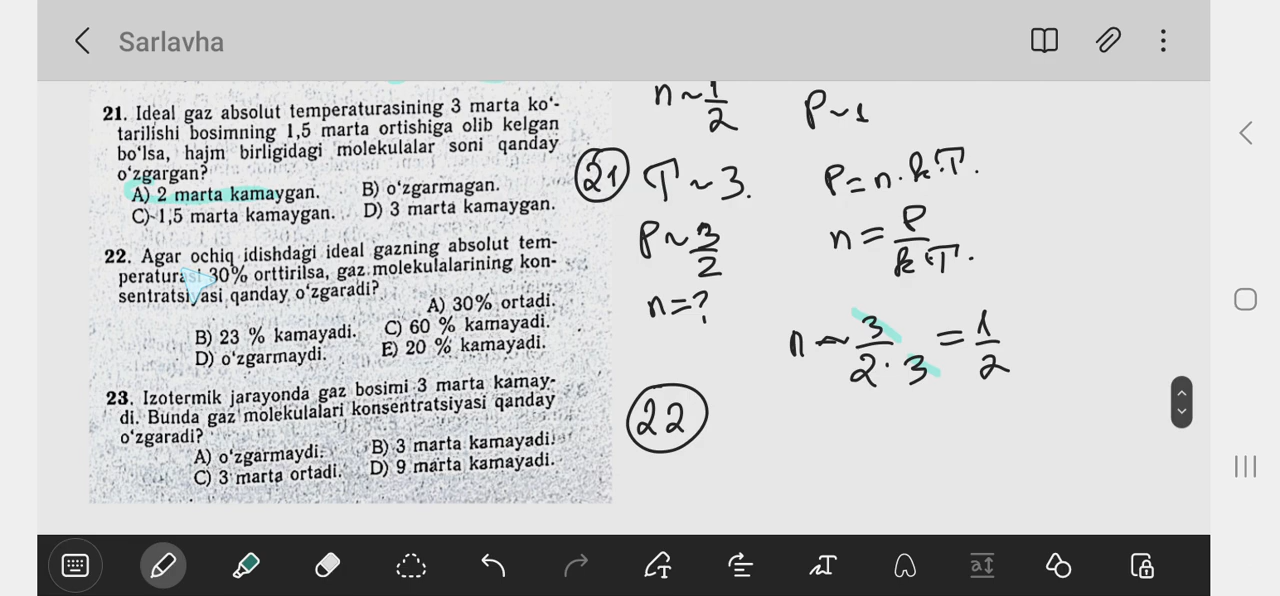 Sarlavha
21. Ideal gaz absolut temperaturasining 3 marta ko‘-
tarilishi bosimning 1,5 marta ortishiga olib kelgan
bo‘lsa, hajm birligidagi molekulalar soni qanday
o‘zgargan?
A) 2 marta kamaygan. B) o‘zgarmagan.
C) 1,5 marta kamaygan. D) 3 marta kamaygan.
22. Agar ochiq idishdagi ideal gazning absolut tem-
peraturasi 30% orttirilsa, gaz molekulalarining kon-
sentratsiyasi qanday o‘zgaradi?
A) 30% ortadi.
B) 23 % kamayadi. C) 60 % kamayadi.
D) o‘zgarmaydi. E) 20 % kamayadi.
23. Izotermik jarayonda gaz bosimi 3 marta kamay-
di. Bunda gaz molekulalari konsentratsiyasi qanday
o‘zgaradi?
A) o‘zgarmaydi. B) 3 marta kamayadi.
C) 3 marta ortadi. D) 9 marta kamayadi.
n ~ 1/2 P ~ 1
21 T ~ 3. P = n · k · T.
P ~ 3/2 n = P/kT.
n = ?
n ~ 3/2 · 3 = 1/2
22